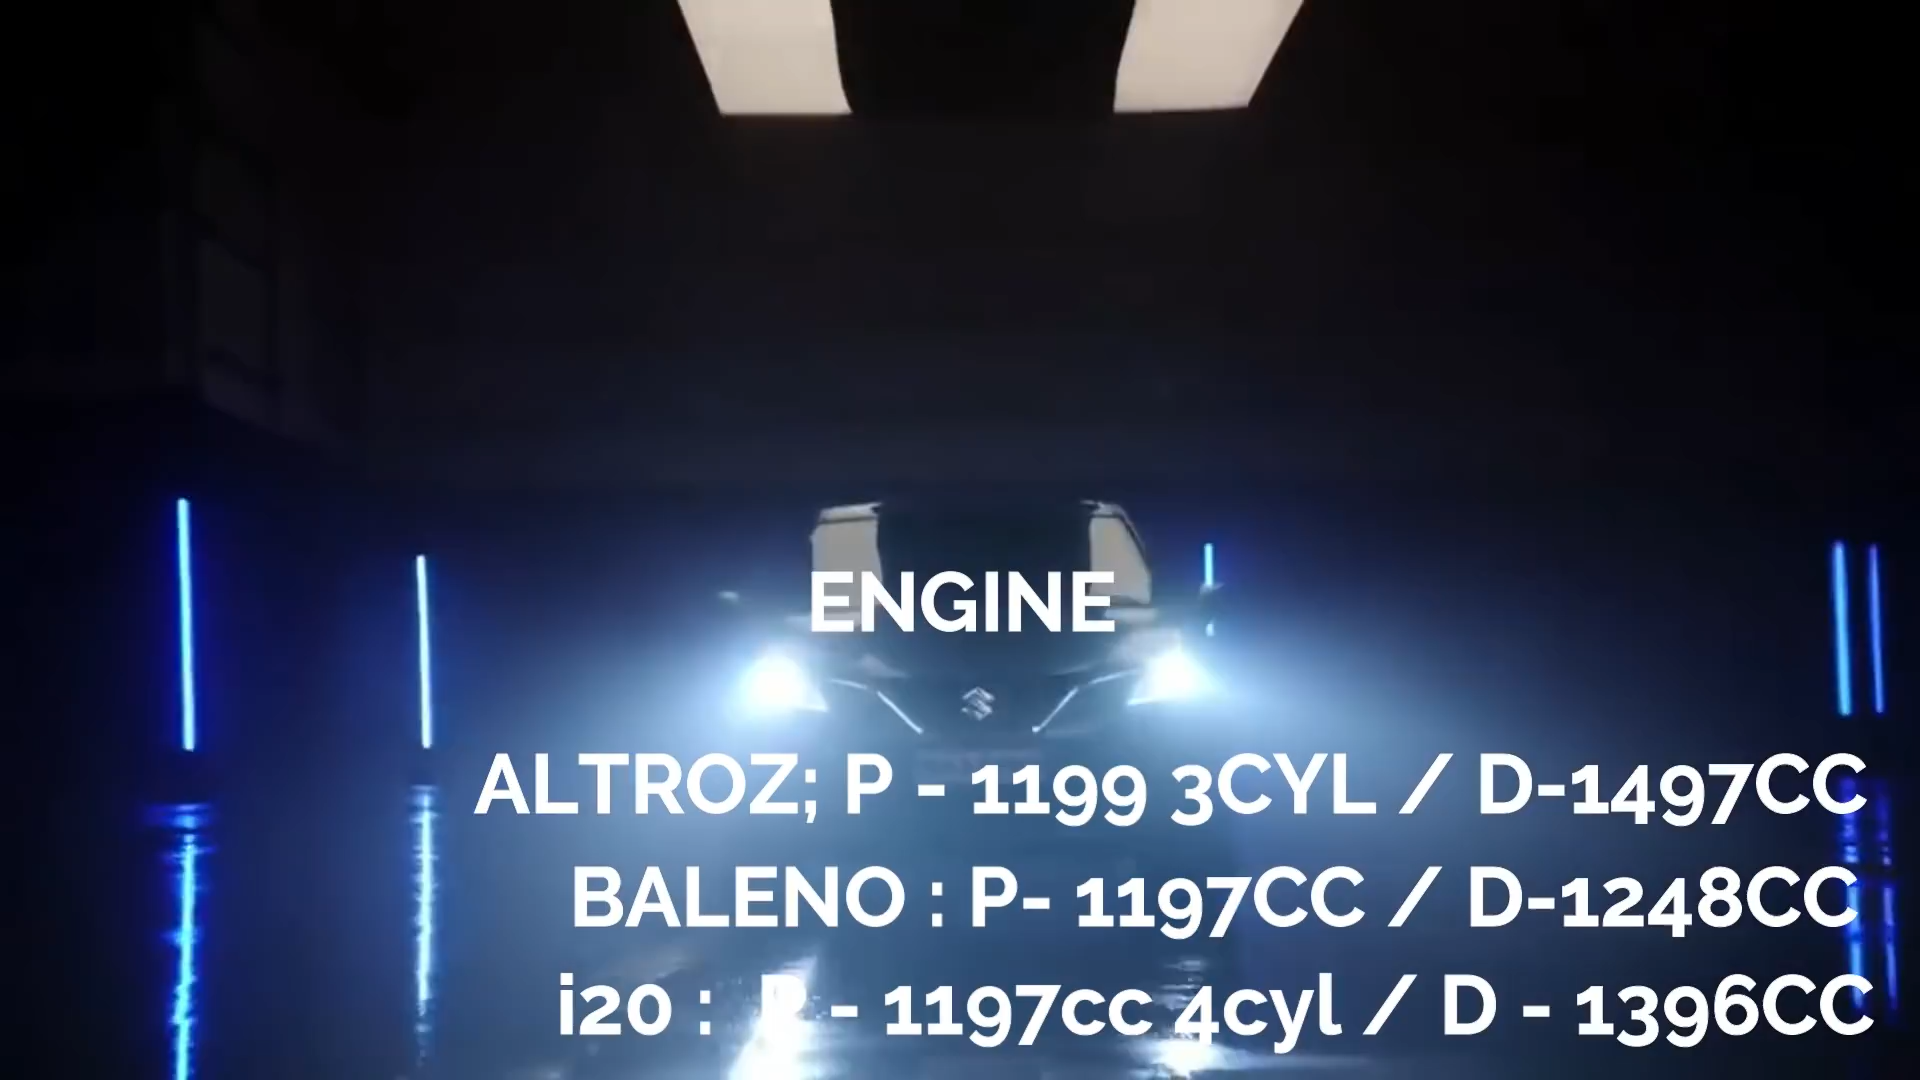 ENGINE
ALTROZ; P - 1199 3CYL / D-1497CC
BALENO : P- 1197CC / D-1248CC
i20 : P - 1197cc 4cyl / D - 1396CC